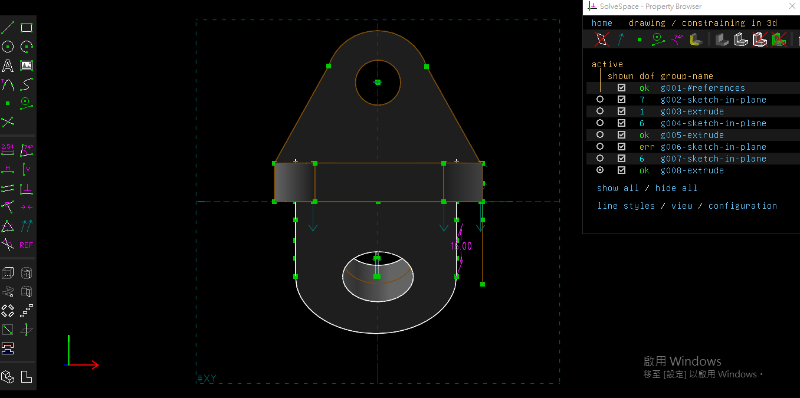 SolveSpace - Property Browser
home drawing / constraining in 3d
active
shown dof group-name
ok g001-#references
7 g002-sketch-in-plane
1 g003-extrude
6 g004-sketch-in-plane
ok g005-extrude
err g006-sketch-in-plane
6 g007-sketch-in-plane
ok g008-extrude
show all / hide all
line styles / view / configuration
2.54
REF
#XY
啟用 Windows
移至 [設定] 以啟用 Windows。